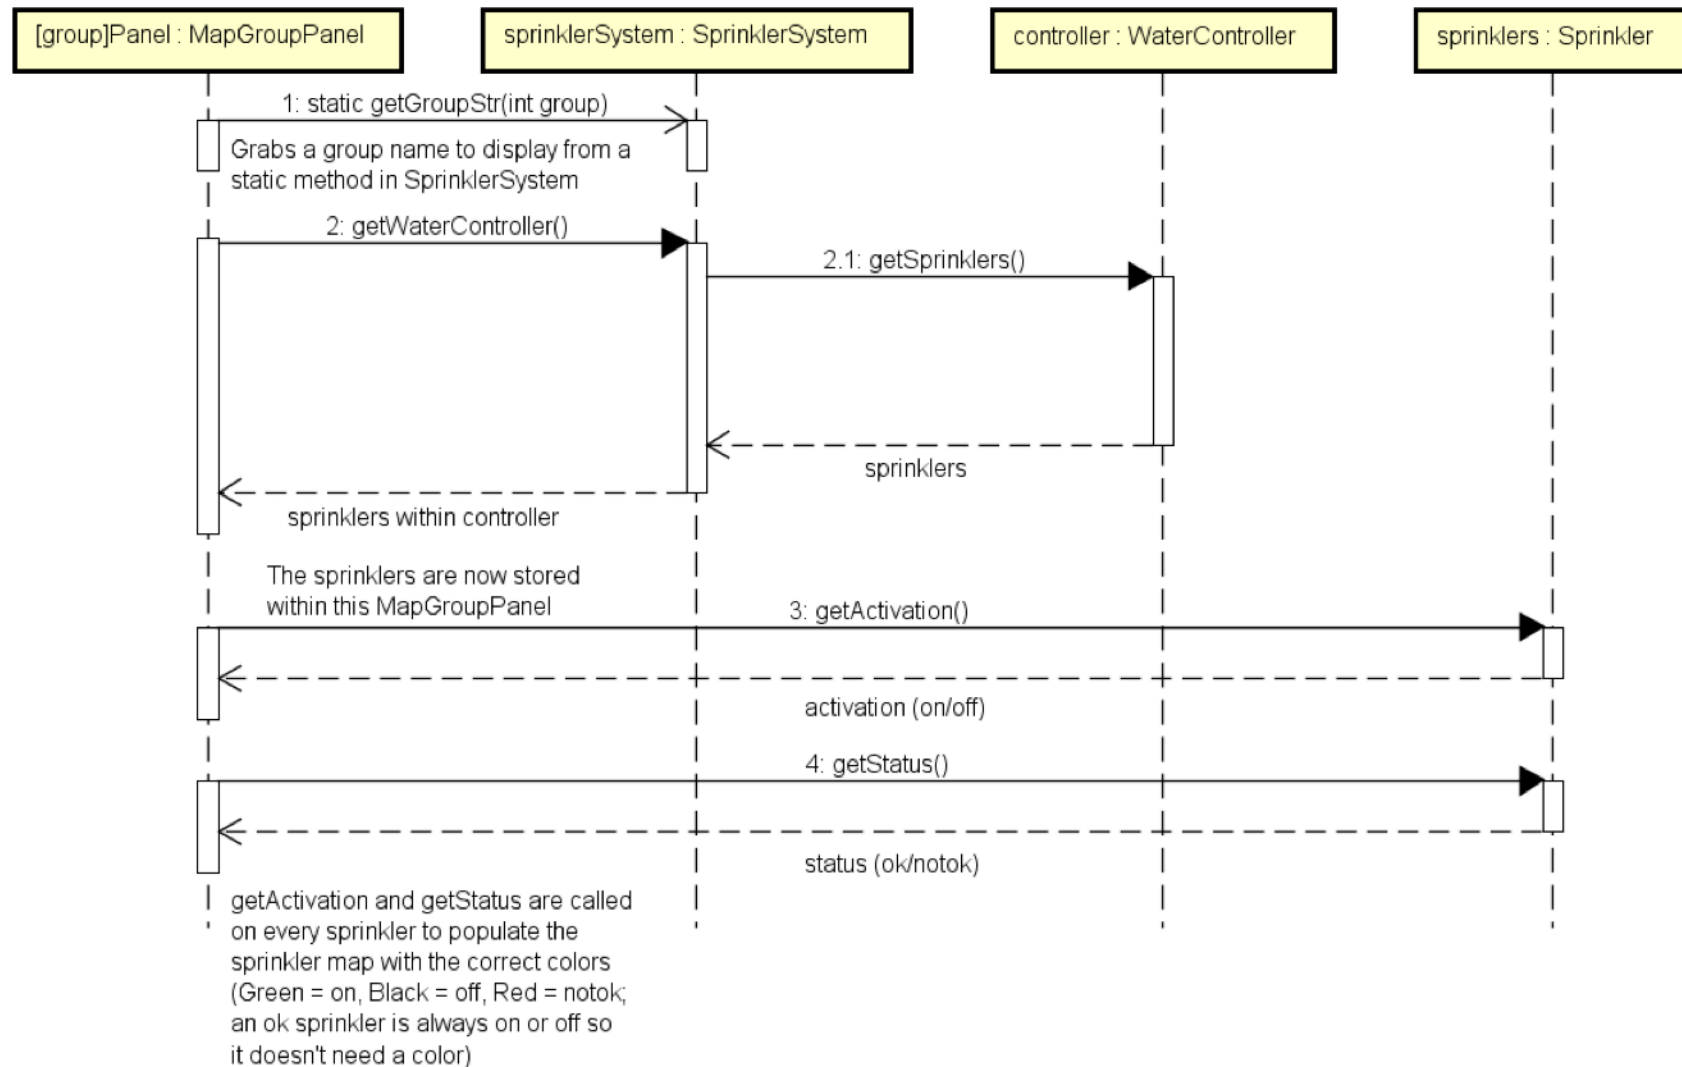 [group]Panel : MapGroupPanel
sprinklerSystem : SprinklerSystem
controller : WaterController
sprinklers : Sprinkler
1: static getGroupStr(int group)
Grabs a group name to display from a
static method in SprinklerSystem
2: getWaterController()
2.1: getSprinklers()
sprinklers
sprinklers within controller
The sprinklers are now stored
within this MapGroupPanel
3: getActivation()
activation (on/off)
4: getStatus()
status (ok/notok)
getActivation and getStatus are called
on every sprinkler to populate the
sprinkler map with the correct colors
(Green = on, Black = off, Red = notok;
an ok sprinkler is always on or off so
it doesn't need a color)